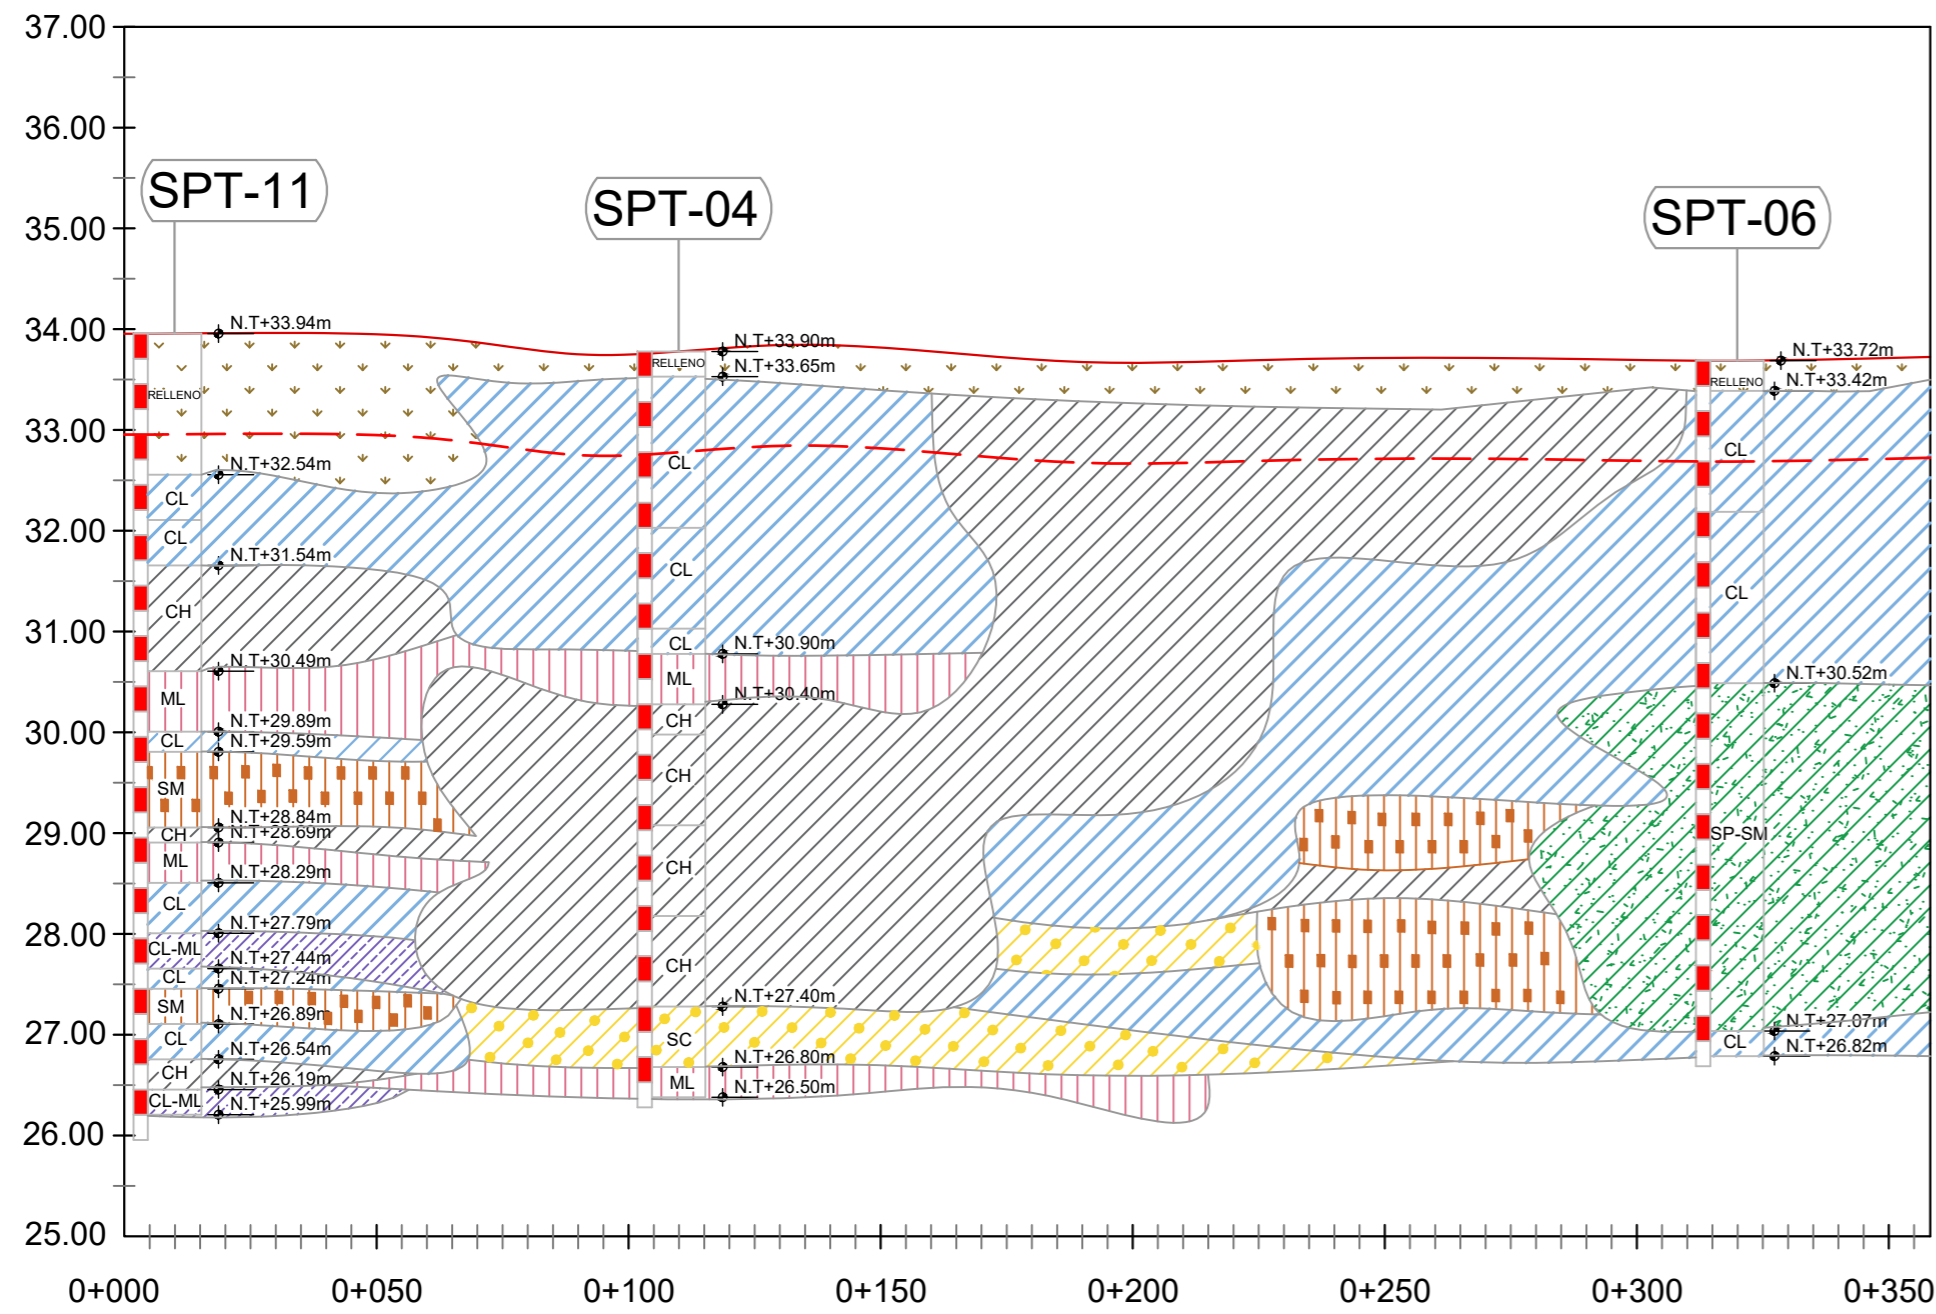 37.00
36.00
35.00
34.00
33.00
32.00
31.00
30.00
29.00
28.00
27.00
26.00
25.00
SPT-11
N.T+33.94m
RELLENO
N.T+32.54m
CL
CL
N.T+31.54m
CH
N.T+30.49m
ML
N.T+29.89m
CL
N.T+29.59m
SM
N.T+28.84m
CH
N.T+28.69m
ML
N.T+28.29m
CL
N.T+27.79m
CL-ML
N.T+27.44m
CL
N.T+27.24m
SM
N.T+26.89m
CL
N.T+26.54m
CH
N.T+26.19m
CL-ML
N.T+25.99m
SPT-04
N.T+33.90m
RELLENO
N.T+33.65m
CL
CL
CL
N.T+30.90m
ML
N.T+30.40m
CH
CH
CH
CH
N.T+27.40m
SC
N.T+26.80m
ML
N.T+26.50m
SPT-06
N.T+33.72m
RELLENO
N.T+33.42m
CL
CL
N.T+30.52m
SP-SM
N.T+27.07m
CL
N.T+26.82m
0+000 0+050 0+100 0+150 0+200 0+250 0+300 0+350